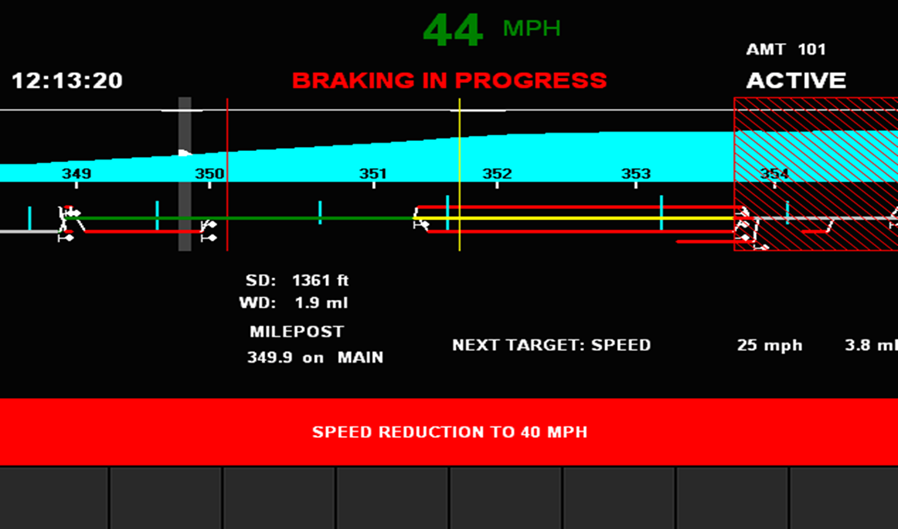 44 MPH
AMT 101
12:13:20 BRAKING IN PROGRESS ACTIVE
349 350 351 352 353 354
SD: 1361 ft
WD: 1.9 ml
MILEPOST
349.9 on MAIN
NEXT TARGET: SPEED 25 mph 3.8 ml
SPEED REDUCTION TO 40 MPH